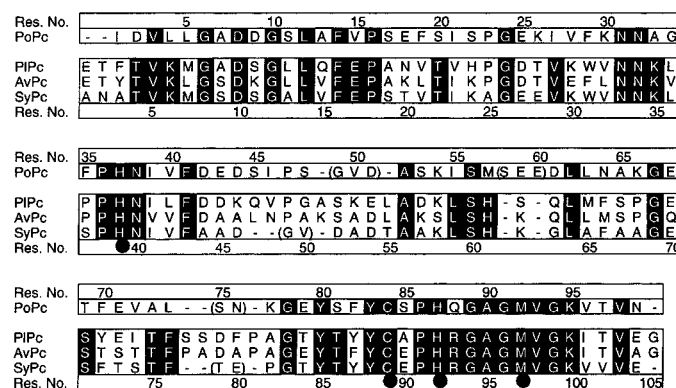 Res. No. 5 10 15 20 25 30
PoPc - - I D V L L G A D D G S L A F V P S E F S I S P G E K I V F K N N A G
PlPc E T F T V K M G A D S G L L Q F E P A N V T V H P G D T V K W V N N K L
AvPc E T Y T V K L G S D K G L L V F E P A K L T I K P G D T V E F L N N K V
SyPc A N A T V K M G S D S G A L V F E P S T V T I K A G E E V K W V N N K L
Res. No. 5 10 15 20 25 30 35
Res. No. 35 40 45 50 55 60 65
PoPc F P H N I V F D E D S I P S - (G V D) - A S K I S M (S E E) D L L N A K G E
PlPc P P H N I L F D D K Q V P G A S K E L A D K L S H - S - Q L M F S P G E
AvPc P P H N V V F D A A L N P A K S A D L A K S L S H - K - Q L L M S P G Q
SyPc S P H N I V F A A D - - (G V) - D A D T A A K L S H - K - G L A F A A G E
Res. No. 40 45 50 55 60 65 70
Res. No. 70 75 80 85 90 95
PoPc T F E V A L - - (S N) - K G E Y S F Y C S P H Q G A G M V G K V T V N -
PlPc S Y E I T F S S D F P A G T Y T Y Y C A P H R G A G M V G K I T V E G
AvPc S T S T T F P A D A P A G E Y T F Y C E P H R G A G M V G K I T V A G
SyPc S F T S T F - - (T E) - P G T Y T Y Y C E P H R G A G M V G K V V V E
Res. No. 75 80 85 90 95 100 105